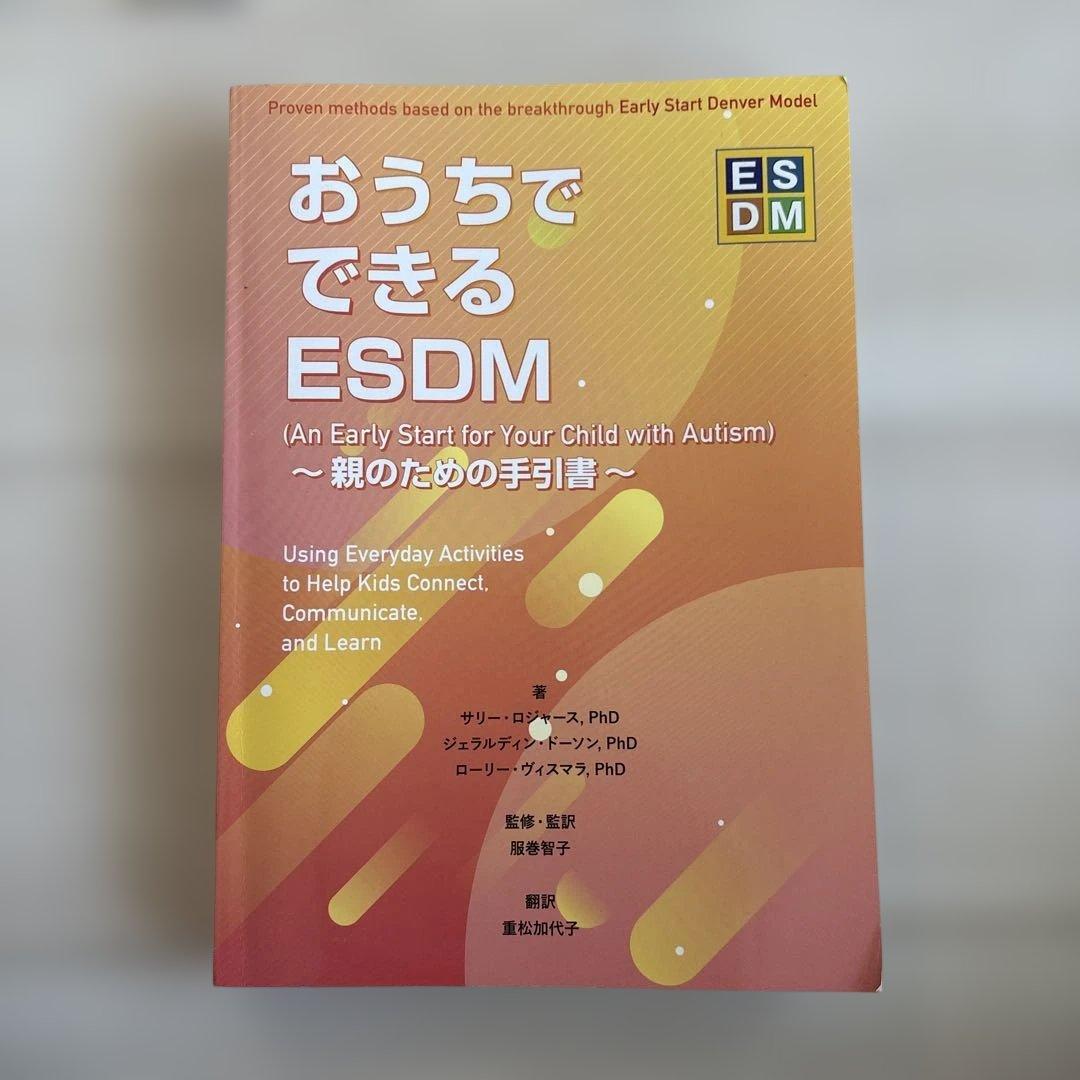 Proven methods based on the breakthrough Early Start Denver Model
おうちで
できる
ESDM
ES
DM
(An Early Start for Your Child with Autism)
～親のための手引書～
Using Everyday Activities
to Help Kids Connect,
Communicate,
and Learn
著
サリー・ロジャース, PhD
ジェラルディン・ドーソン, PhD
ローリー・ヴィスマラ, PhD
監修・監訳
服巻智子
翻訳
重松加代子